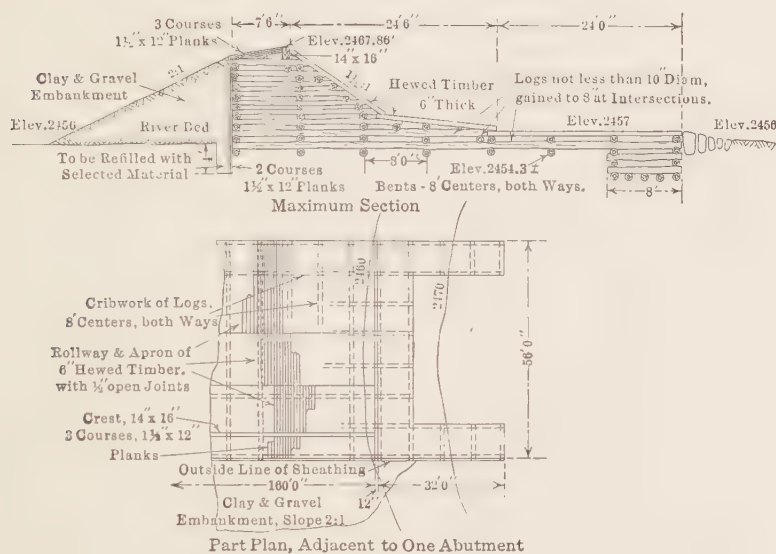 3 Courses
1½"x 12" Planks
7'6"
24'6"
24'0"
Elev. 2467.86'
14"x 16"
2:1
Clay & Gravel
Embankment
1½:1
Hewed Timber
6" Thick
Logs not less than 10" Diam,
gained to 8" at Intersections.
Elev. 2456
River Bed
Elev. 2457
Elev. 2456
To be Refilled with
Selected Material
2 Courses
1½"x 12" Planks
8'0"
Elev. 2454.3±
Bents - 8' Centers, both Ways.
8'
Maximum Section
2460
2470
Cribwork of Logs.
8' Centers, both Ways
Rollway & Apron of
6" Hewed Timber.
with ½" open Joints
56'0"
Crest, 14"x 16"
3 Courses, 1½"x 12"
Planks
Outside Line of Sheathing
160'0"
12"
32'0"
Clay & Gravel
Embankment, Slope 2:1
Part Plan, Adjacent to One Abutment